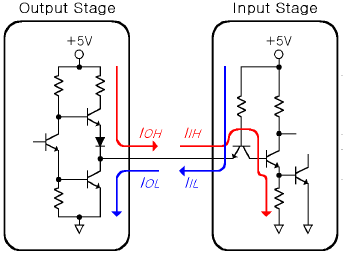 Output Stage
Input Stage
+5V
+5V
IOH
IIH
IOL
IIL